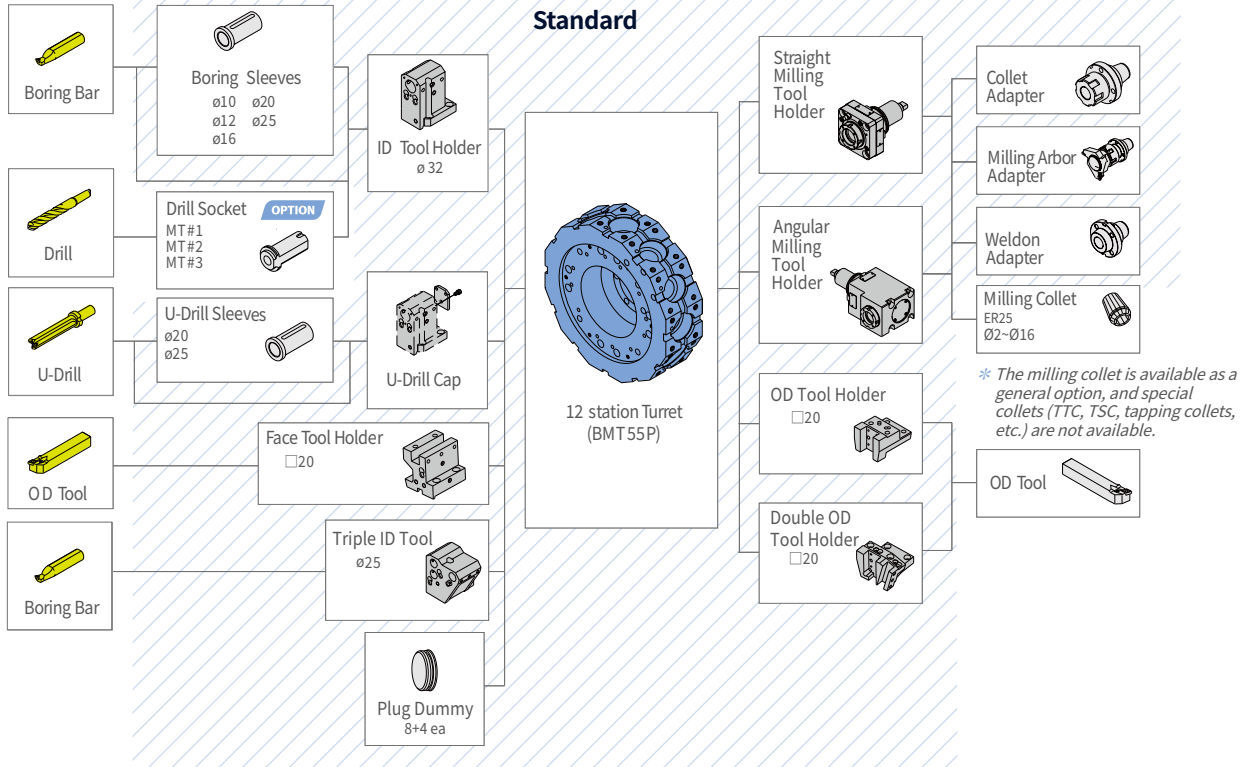 Standard
Boring Bar
Boring Sleeves
ø10 ø20
ø12 ø25
ø16
ID Tool Holder
ø 32
Drill
Drill Socket
OPTION
MT#1
MT#2
MT#3
U-Drill
U-Drill Sleeves
ø20
ø25
U-Drill Cap
OD Tool
Face Tool Holder
□20
Boring Bar
Triple ID Tool
ø25
Plug Dummy
8+4 ea
12 station Turret
(BMT55P)
Straight
Milling
Tool
Holder
Angular
Milling
Tool
Holder
OD Tool Holder
□20
Double OD
Tool Holder
□20
Collet
Adapter
Milling Arbor
Adapter
Weldon
Adapter
Milling Collet
ER25
Ø2~Ø16
* The milling collet is available as a
general option, and special
collets (TTC, TSC, tapping collets,
etc.) are not available.
OD Tool